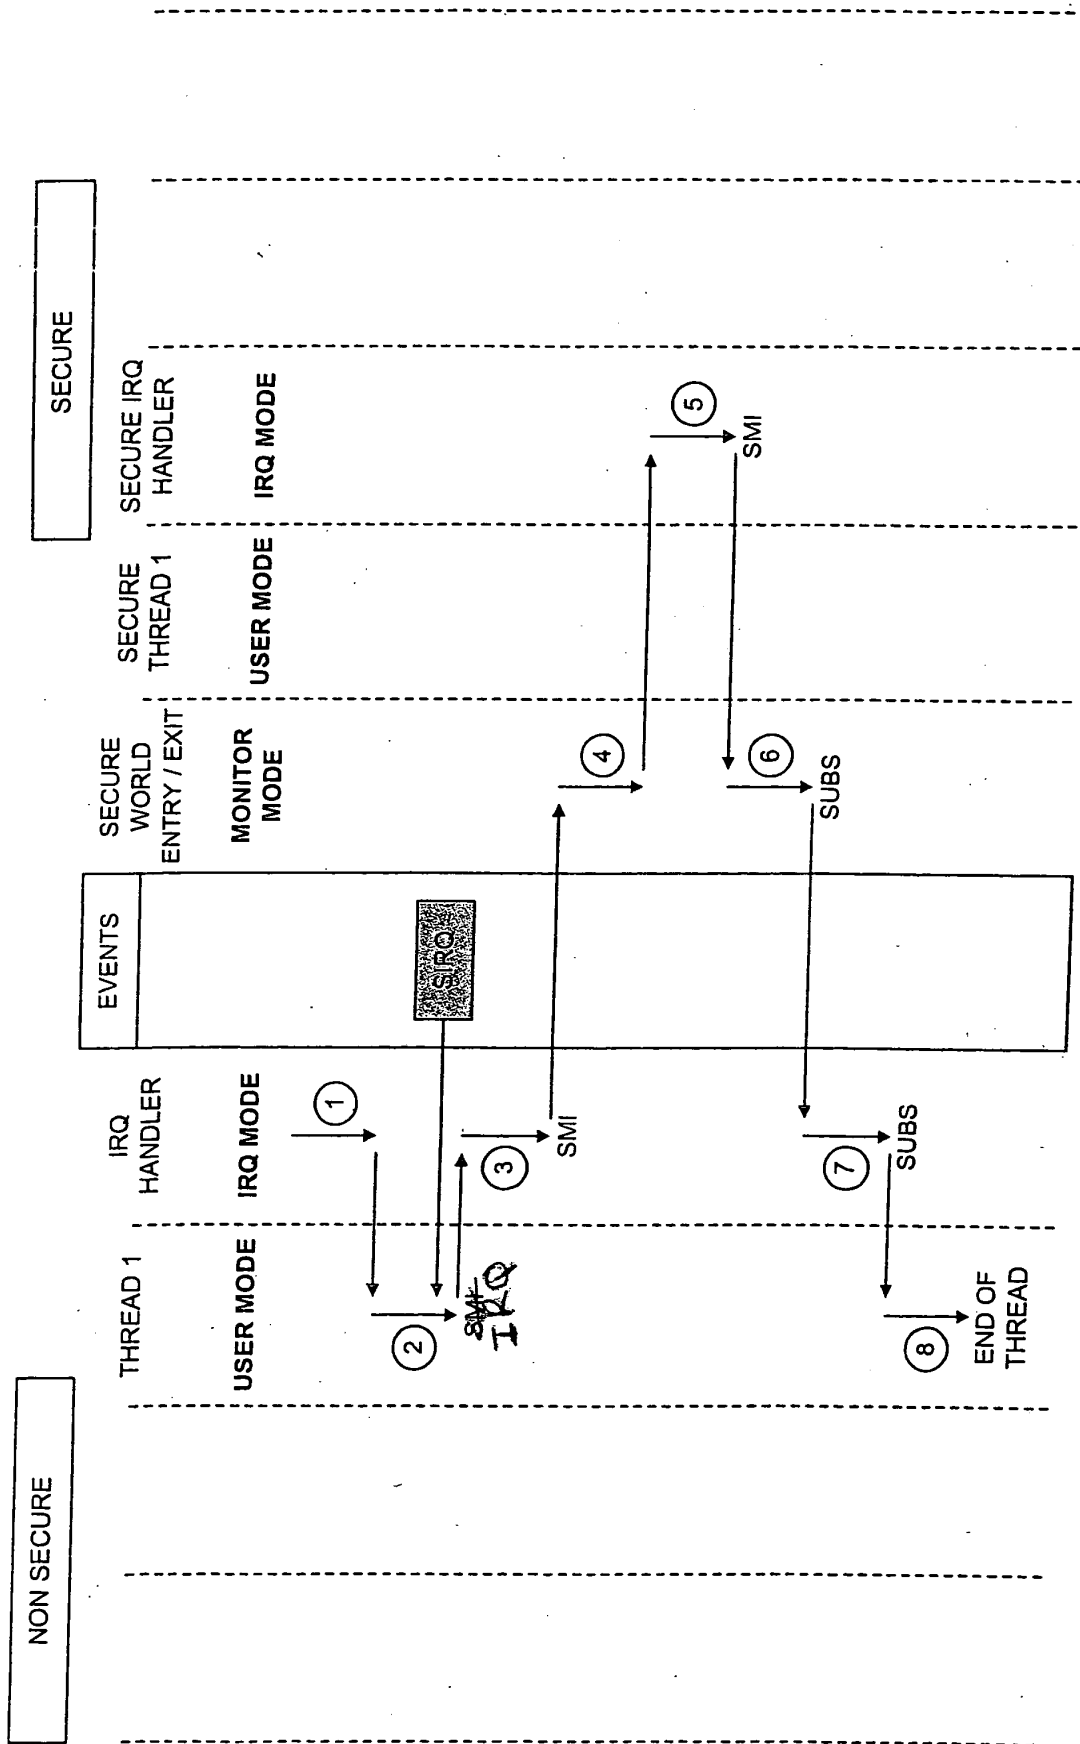 NON SECURE
SECURE
THREAD 1
USER MODE
IRQ
HANDLER
IRQ MODE
EVENTS
SECURE
WORLD
ENTRY / EXIT
MONITOR
MODE
SECURE
THREAD 1
USER MODE
SECURE IRQ
HANDLER
IRQ MODE
1
2
SIRQ
SMI
IRQ
3
SMI
4
5
SMI
6
SUBS
7
SUBS
8
END OF
THREAD